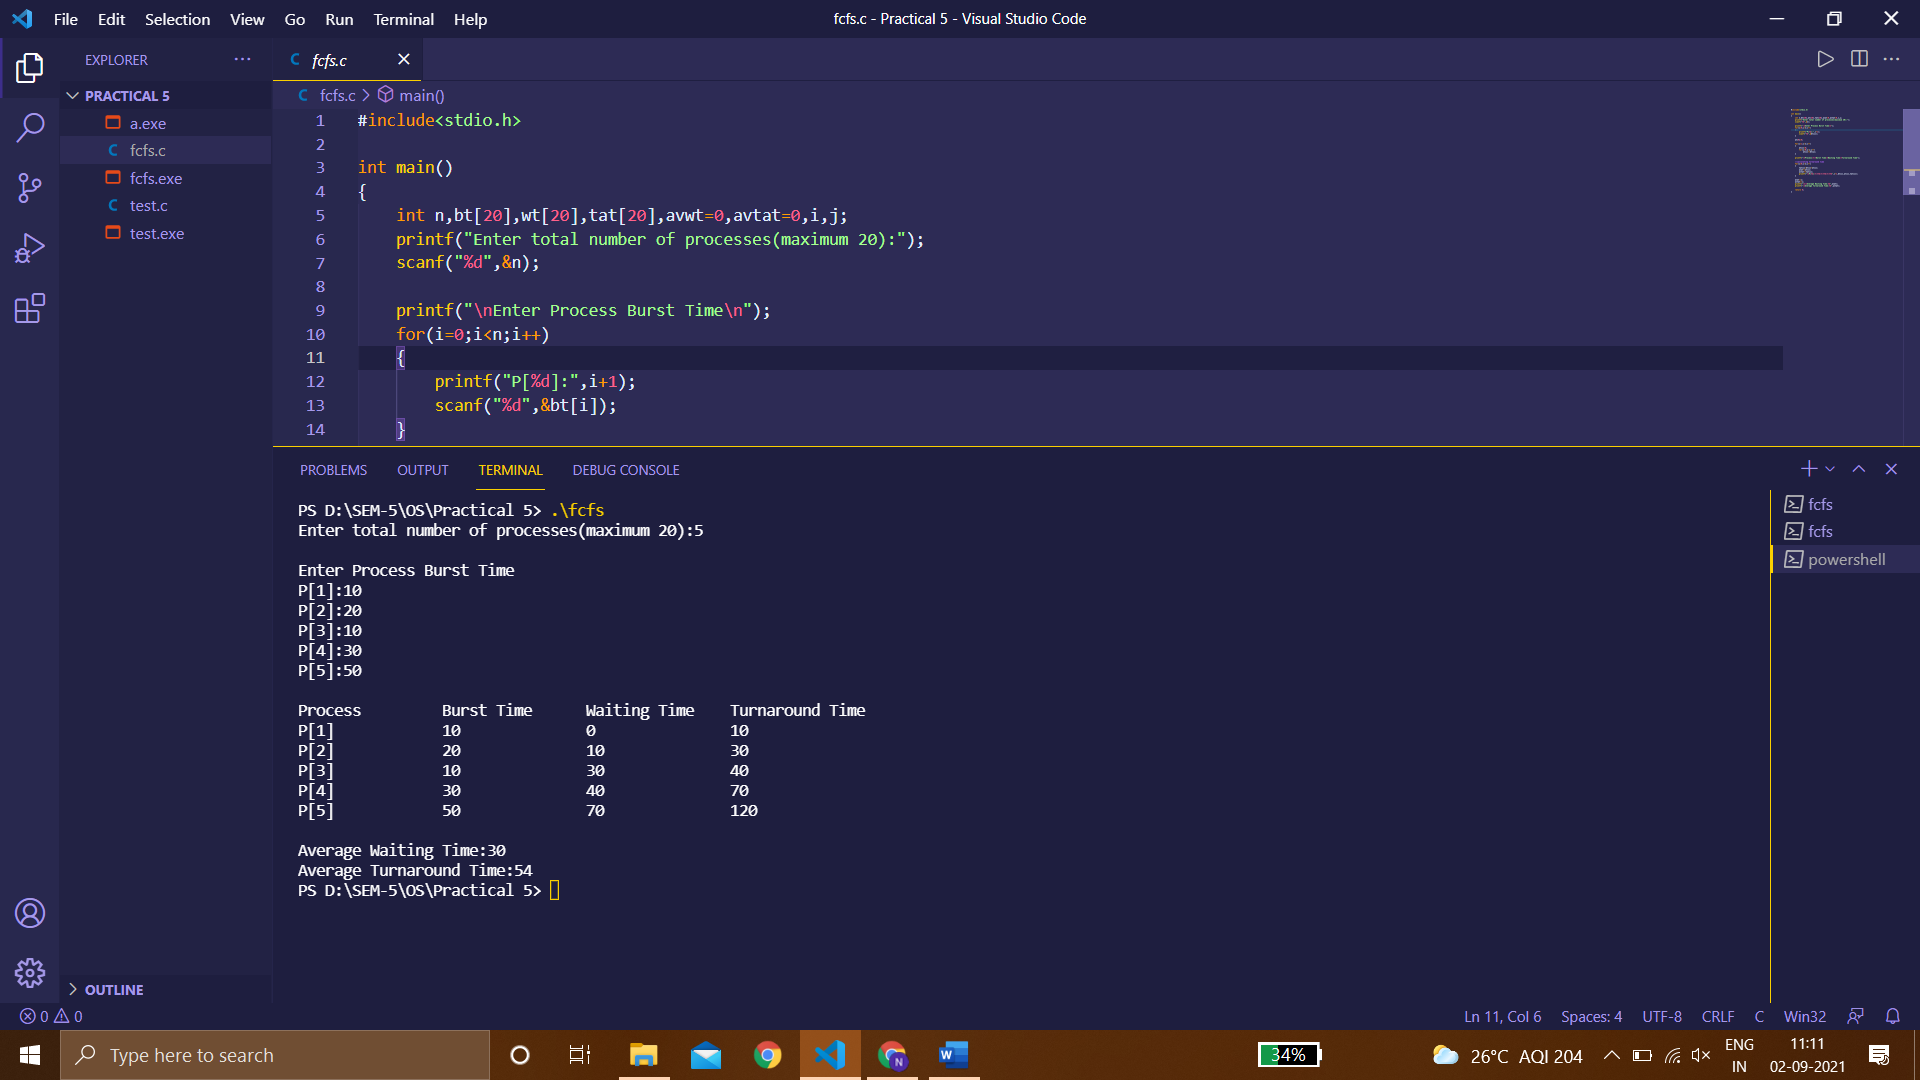 File Edit Selection View Go Run Terminal Help
fcfs.c - Practical 5 - Visual Studio Code
EXPLORER
PRACTICAL 5
a.exe
C fcfs.c
fcfs.exe
C test.c
test.exe
OUTLINE
C fcfs.c
C fcfs.c > main()
1 #include<stdio.h>
2
3 int main()
4 {
5 int n,bt[20],wt[20],tat[20],avwt=0,avtat=0,i,j;
6 printf("Enter total number of processes(maximum 20):");
7 scanf("%d",&n);
8
9 printf("\nEnter Process Burst Time\n");
10 for(i=0;i<n;i++)
11 {
12 printf("P[%d]:",i+1);
13 scanf("%d",&bt[i]);
14 }
PROBLEMS OUTPUT TERMINAL DEBUG CONSOLE
PS D:\SEM-5\OS\Practical 5> .\fcfs
Enter total number of processes(maximum 20):5
Enter Process Burst Time
P[1]:10
P[2]:20
P[3]:10
P[4]:30
P[5]:50
Process Burst Time Waiting Time Turnaround Time
P[1] 10 0 10
P[2] 20 10 30
P[3] 10 30 40
P[4] 30 40 70
P[5] 50 70 120
Average Waiting Time:30
Average Turnaround Time:54
PS D:\SEM-5\OS\Practical 5>
fcfs
fcfs
powershell
0 0
Ln 11, Col 6 Spaces: 4 UTF-8 CRLF C Win32
Type here to search
N
W
34%
26°C AQI 204
ENG
IN
11:11
02-09-2021